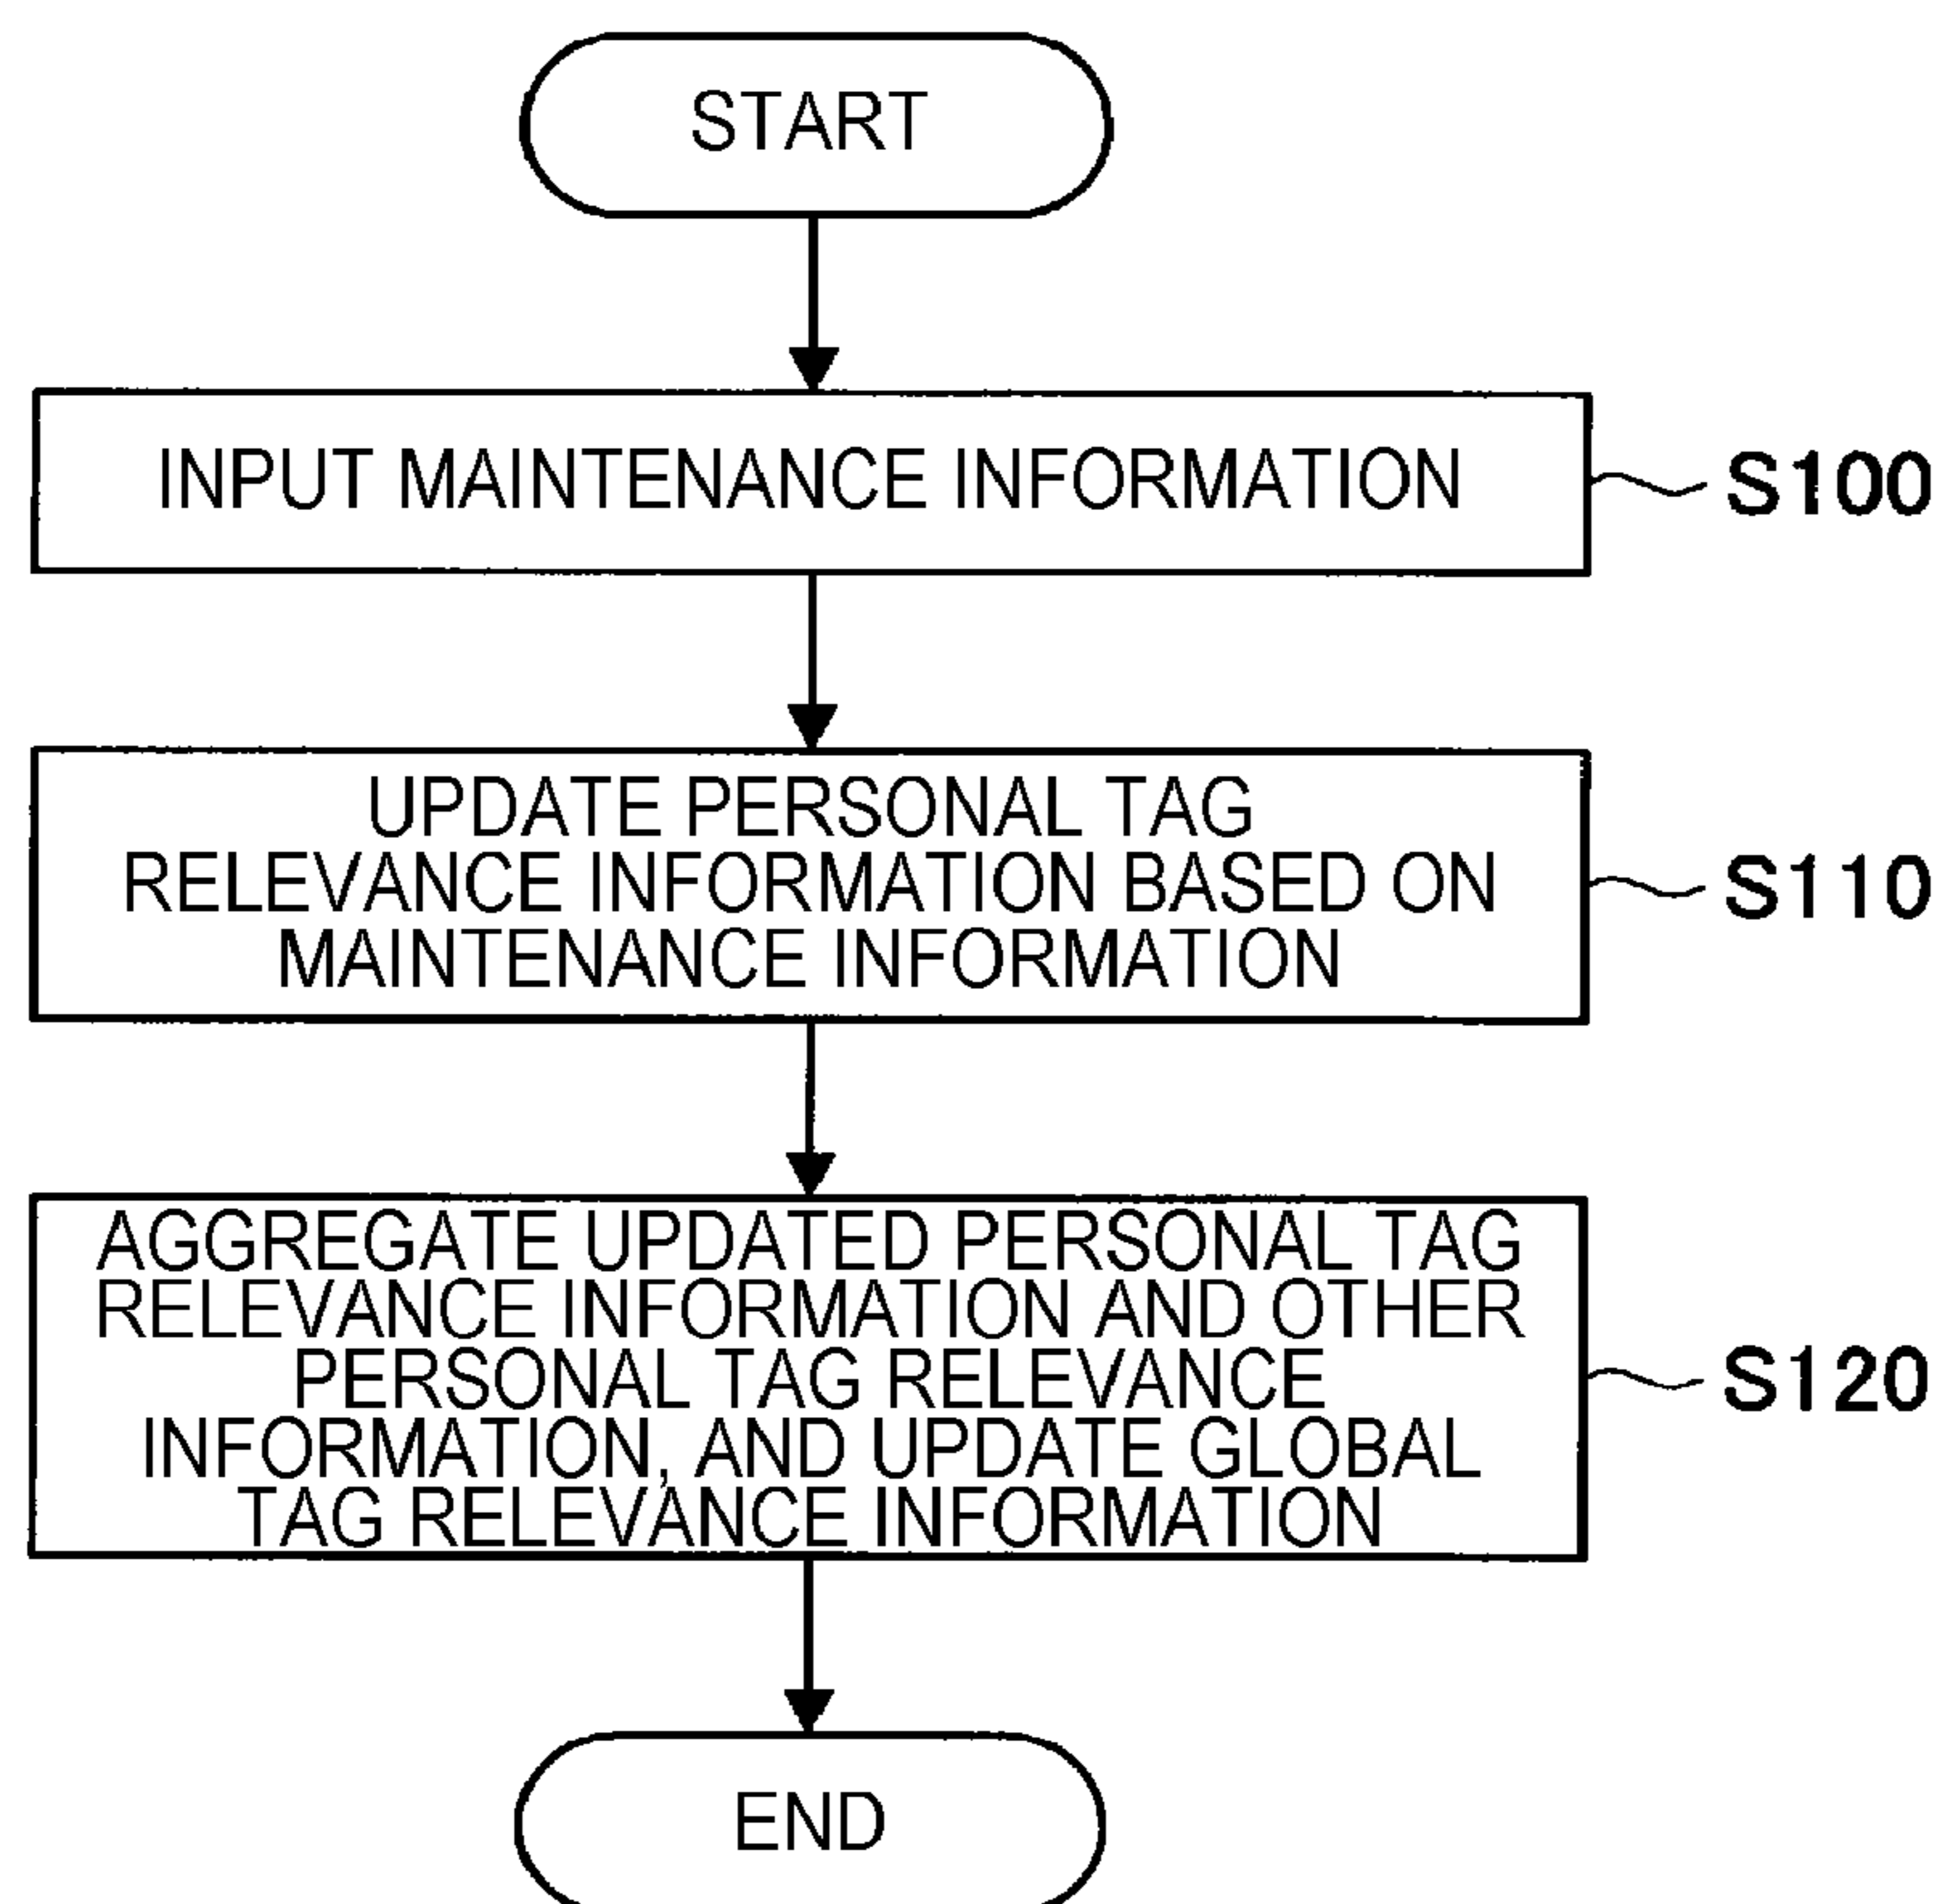 START
INPUT MAINTENANCE INFORMATION
S100
UPDATE PERSONAL TAG
RELEVANCE INFORMATION BASED ON
MAINTENANCE INFORMATION
S110
AGGREGATE UPDATED PERSONAL TAG
RELEVANCE INFORMATION AND OTHER
PERSONAL TAG RELEVANCE
INFORMATION, AND UPDATE GLOBAL
TAG RELEVANCE INFORMATION
S120
END